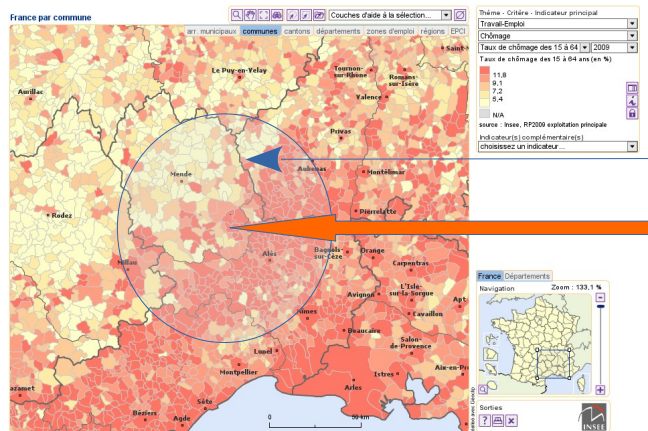 France par commune
Couches d'aide à la sélection...
arr. municipaux communes cantons départements zones d'emploi régions EPCI
Thème - Critère - Indicateur principal
Travail-Emploi
Chômage
Taux de chômage des 15 à 64 2009
Taux de chômage des 15 à 64 ans (en %)
11,8
9,1
7,2
5,4
N/A
source : Insee, RP2009 exploitation principale
Indicateur(s) complémentaire(s)
choisissez un indicateur...
Le Puy-en-Velay
Tournon-
sur-Rhône
Romans-
sur-Isère
Aurillac
Valence
Privas
Aubenas
Montélimar
Mende
Rodez
Pierrelatte
Millau
Alès
Bagnols-
sur-Cèze
Orange
Carpentras
L'Isle-
sur-la-Sorgue
Avignon
Apt
Cavaillon
Nîmes
Beaucaire
Salon-
de-Provence
Lunel
Montpellier
Istres
Aix-en-Pr
Arles
azamet
Sète
Béziers
Agde
0 50 km
France Départements
Navigation Zoom : 133,1 %
Sorties
INSEE